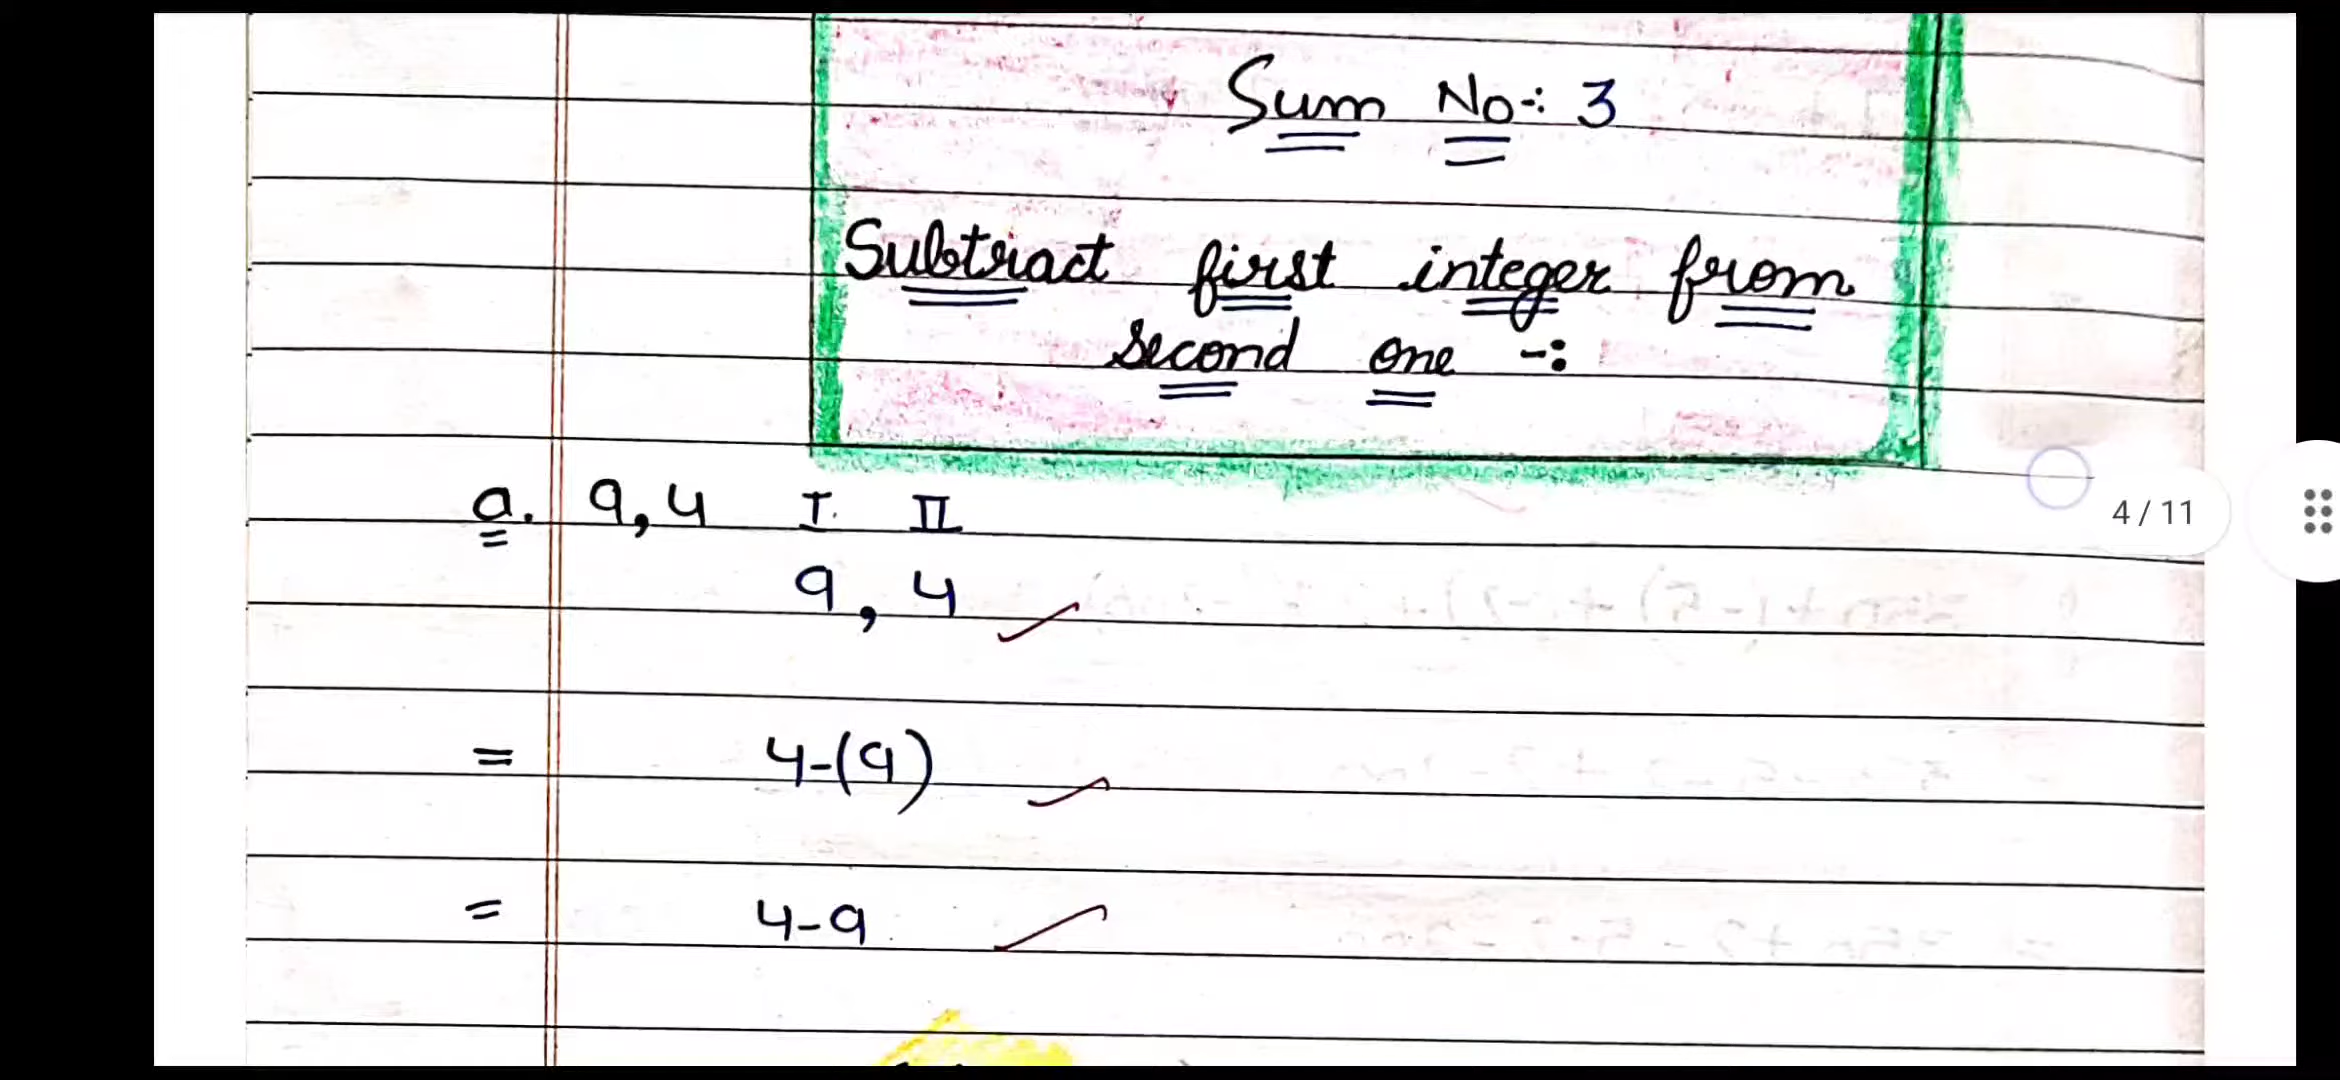 Sum No-: 3
Subtract first integer from
second one -:
a. 9,4 I II
9, 4
4 / 11
= 4-(9)
= 4-9